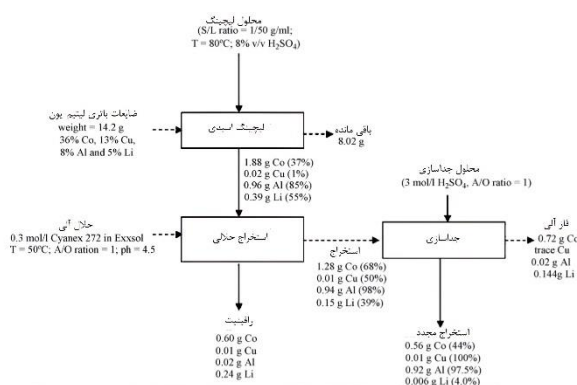 محلول لیچینگ
(S/L ratio = 1/50 g/ml;
T = 80ºC; 8% v/v H₂SO₄)
ضایعات باتری لیتیم یون
weight = 14.2 g
36% Co, 13% Cu,
8% Al and 5% Li
لیچینگ اسیدی
باقی مانده
8.02 g
1.88 g Co (37%)
0.02 g Cu (1%)
0.96 g Al (85%)
0.39 g Li (55%)
محلول جداسازی
(3 mol/l H₂SO₄, A/O ratio = 1)
حلال آلی
0.3 mol/l Cyanex 272 in Exxsol
T = 50ºC; A/O ration = 1; ph = 4.5
استخراج حلالی
استخراج
1.28 g Co (68%)
0.01 g Cu (50%)
0.94 g Al (98%)
0.15 g Li (39%)
جداسازی
فاز آلی
0.72 g Co
trace Cu
0.02 g Al
0.144g Li
رافینیت
0.60 g Co
0.01 g Cu
0.02 g Al
0.24 g Li
استخراج مجدد
0.56 g Co (44%)
0.01 g Cu (100%)
0.92 g Al (97.5%)
0.006 g Li (4.0%)